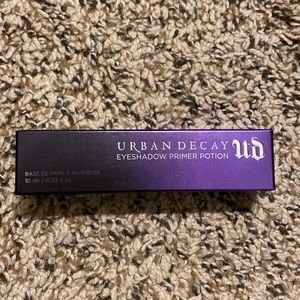 URBAN DECAY
EYESHADOW PRIMER POTION
UD
BASE DE FARD À PAUPIÈRES
10 ml / 0.33 fl oz